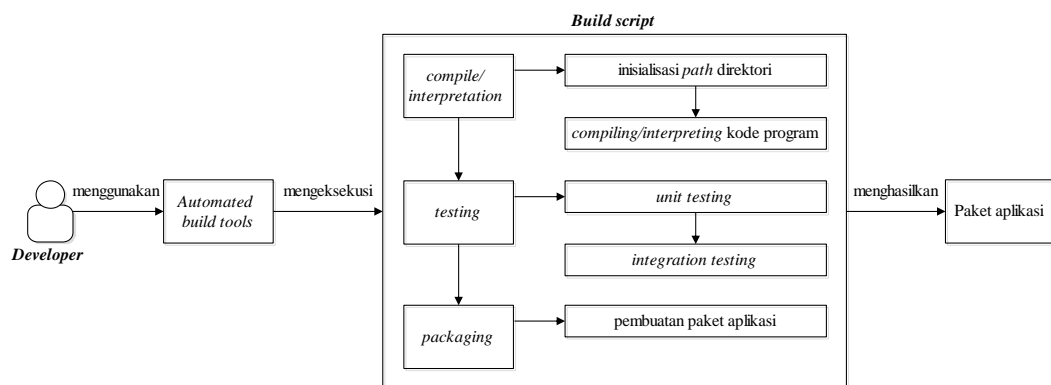 Build script
compile/
interpretation
inisialisasi path direktori
compiling/interpreting kode program
menggunakan
Automated
build tools
mengeksekusi
testing
unit testing
menghasilkan
Paket aplikasi
Developer
integration testing
packaging
pembuatan paket aplikasi